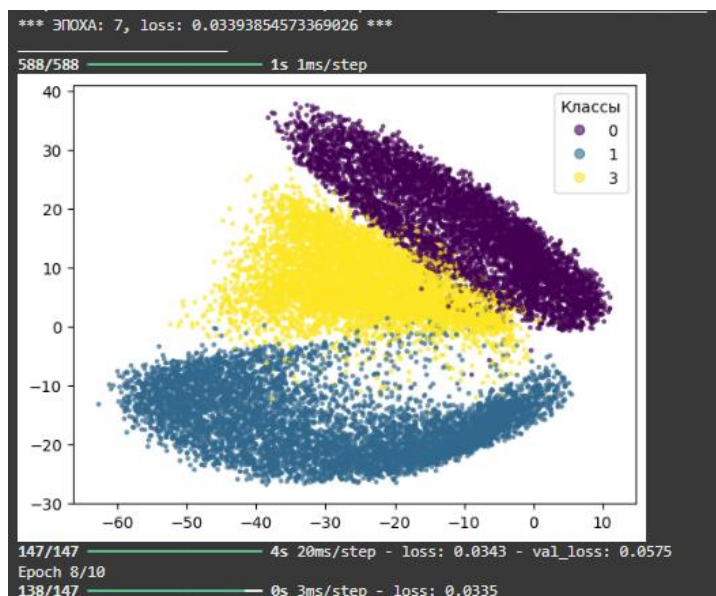 *** ЭПОХА: 7, loss: 0.03393854573369026 ***
588/588 1s 1ms/step
Классы
0
1
3
40
30
20
10
0
−10
−20
−30
−60 −50 −40 −30 −20 −10 0 10
147/147 4s 20ms/step - loss: 0.0343 - val_loss: 0.0575
Epoch 8/10
138/147 0s 3ms/step - loss: 0.0335